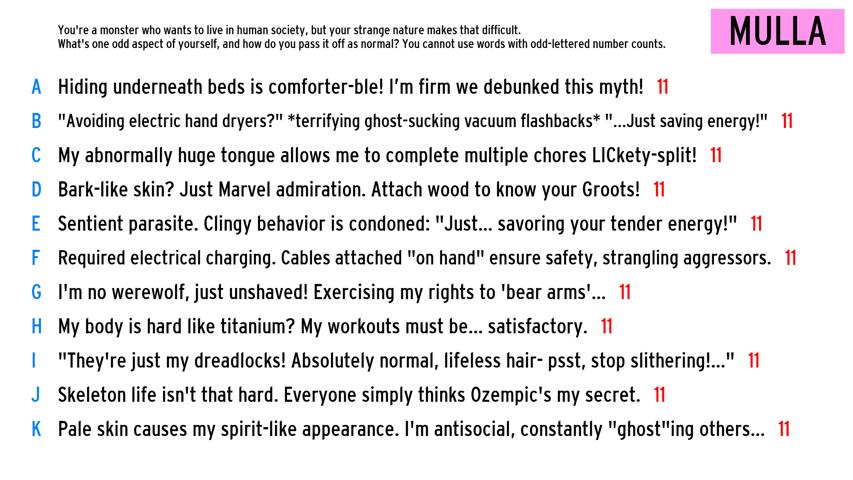 You're a monster who wants to live in human society, but your strange nature makes that difficult.
What's one odd aspect of yourself, and how do you pass it off as normal? You cannot use words with odd-lettered number counts.
MULLA
A Hiding underneath beds is comforter-ble! I'm firm we debunked this myth! 11
B "Avoiding electric hand dryers?" *terrifying ghost-sucking vacuum flashbacks* "...Just saving energy!" 11
C My abnormally huge tongue allows me to complete multiple chores LICkety-split! 11
D Bark-like skin? Just Marvel admiration. Attach wood to know your Groots! 11
E Sentient parasite. Clingy behavior is condoned: "Just... savoring your tender energy!" 11
F Required electrical charging. Cables attached "on hand" ensure safety, strangling aggressors. 11
G I'm no werewolf, just unshaved! Exercising my rights to 'bear arms'... 11
H My body is hard like titanium? My workouts must be... satisfactory. 11
I "They're just my dreadlocks! Absolutely normal, lifeless hair- psst, stop slithering!..." 11
J Skeleton life isn't that hard. Everyone simply thinks Ozempic's my secret. 11
K Pale skin causes my spirit-like appearance. I'm antisocial, constantly "ghost"ing others... 11